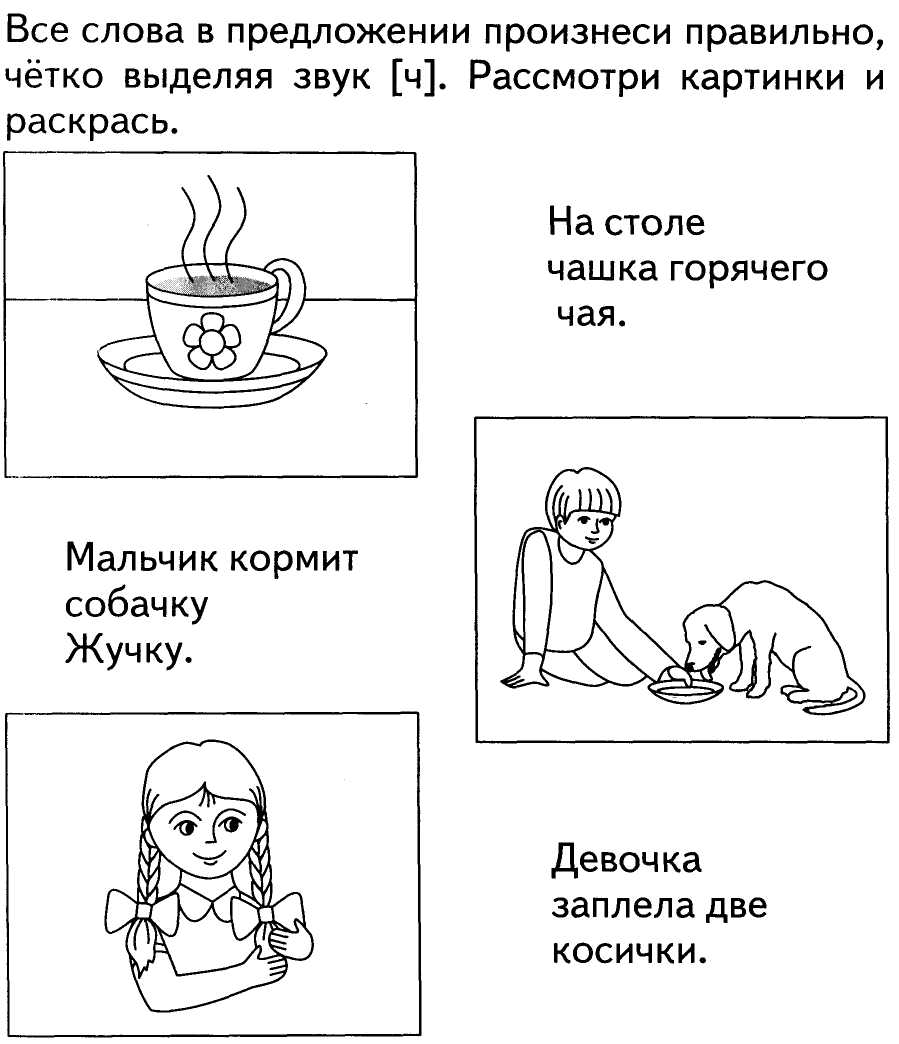 Все слова в предложении произнеси правильно,
чётко выделяя звук [ч]. Рассмотри картинки и
раскрась.
На столе
чашка горячего
чая.
Мальчик кормит
собачку
Жучку.
Девочка
заплела две
косички.